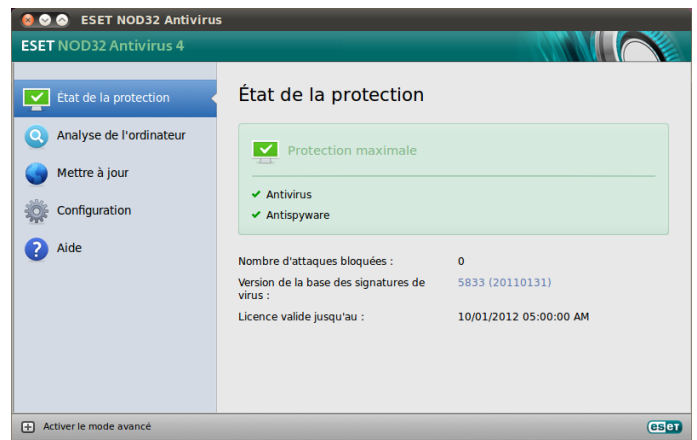 ESET NOD32 Antivirus
ESET NOD32 Antivirus 4
État de la protection
Analyse de l'ordinateur
Mettre à jour
Configuration
Aide
État de la protection
Protection maximale
Antivirus
Antispyware
Nombre d'attaques bloquées : 0
Version de la base des signatures de 5833 (20110131)
virus :
Licence valide jusqu'au : 10/01/2012 05:00:00 AM
Activer le mode avancé
eseT